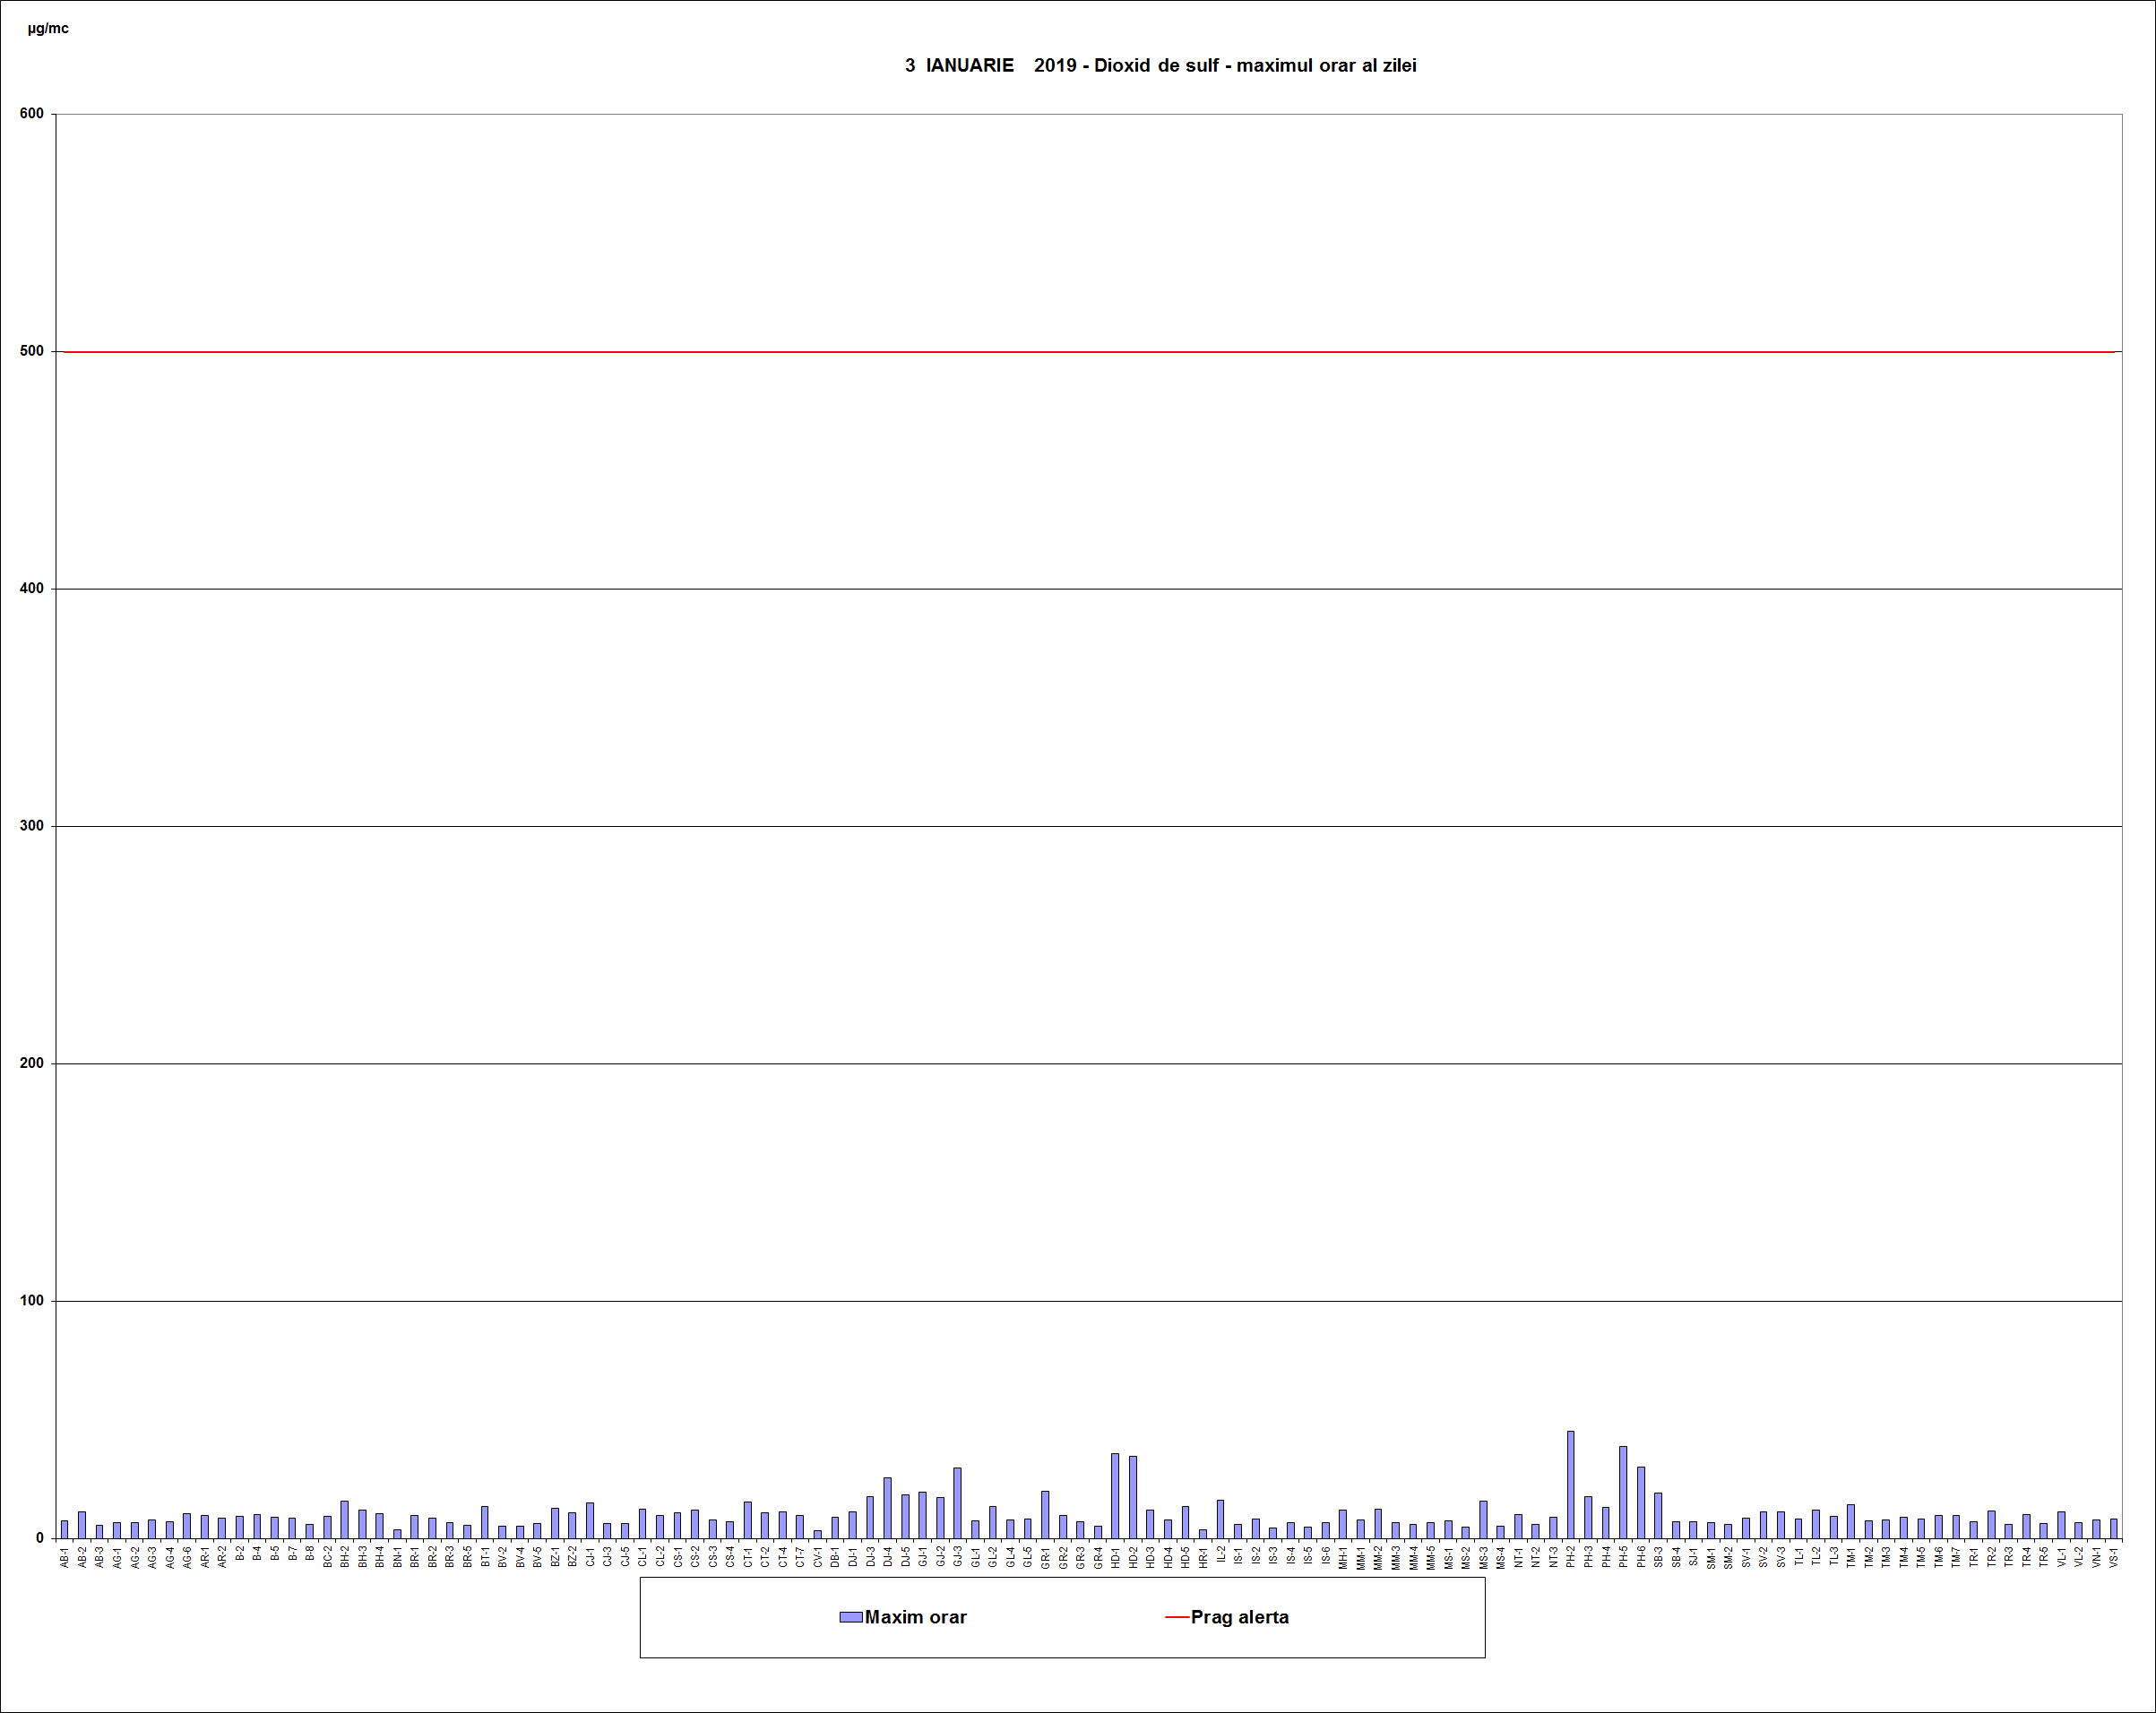 µg/mc
3 IANUARIE 2019 - Dioxid de sulf - maximul orar al zilei
600
500
400
300
200
100
0
AB-1 AB-2 AB-3 AG-1 AG-2 AG-3 AG-4 AG-6 AR-1 AR-2 B-2 B-4 B-5 B-7 B-8 BC-2 BH-2 BH-3 BH-4 BN-1 BR-1 BR-2 BR-3 BR-5 BT-1 BV-2 BV-4 BV-5 BZ-1 BZ-2 CJ-1 CJ-3 CJ-5 CL-1 CL-2 CS-1 CS-2 CS-3 CS-4 CT-1 CT-2 CT-4 CT-7 CV-1 DB-1 DJ-1 DJ-3 DJ-4 DJ-5 GJ-1 GJ-2 GJ-3 GL-1 GL-2 GL-4 GL-5 GR-1 GR-2 GR-3 GR-4 HD-1 HD-2 HD-3 HD-4 HD-5 HR-1 IL-2 IS-1 IS-2 IS-3 IS-4 IS-5 IS-6 MH-1 MM-1 MM-2 MM-3 MM-4 MM-5 MS-1 MS-2 MS-3 MS-4 NT-1 NT-2 NT-3 PH-2 PH-3 PH-4 PH-5 PH-6 SB-3 SB-4 SJ-1 SM-1 SM-2 SV-1 SV-2 SV-3 TL-1 TL-2 TL-3 TM-1 TM-2 TM-3 TM-4 TM-5 TM-6 TM-7 TR-1 TR-2 TR-3 TR-4 TR-5 VL-1 VL-2 VN-1 VS-1
Maxim orar Prag alerta